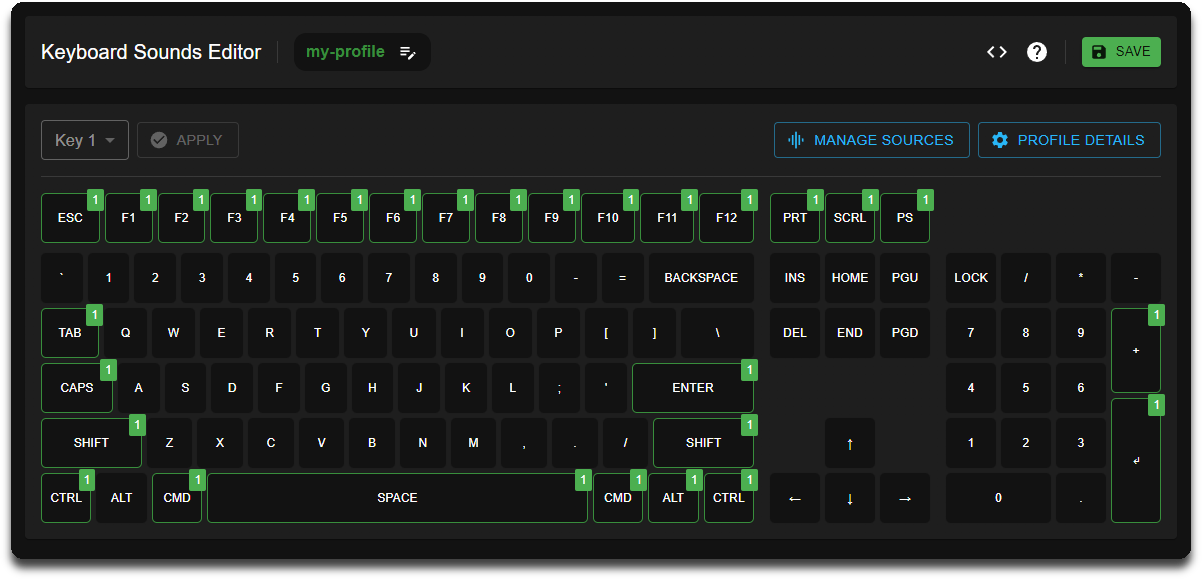 Keyboard Sounds Editor my-profile SAVE
Key 1 APPLY MANAGE SOURCES PROFILE DETAILS
1 1 1 1 1 1 1 1 1 1 1 1 1 1 1 1
ESC F1 F2 F3 F4 F5 F6 F7 F8 F9 F10 F11 F12 PRT SCRL PS
` 1 2 3 4 5 6 7 8 9 0 - = BACKSPACE INS HOME PGU LOCK / * -
1 1
TAB Q W E R T Y U I O P [ ] \ DEL END PGD 7 8 9
+
1 1
CAPS A S D F G H J K L ; ' ENTER 4 5 6
1
1 1
SHIFT Z X C V B N M , . / SHIFT ↑ 1 2 3
↲
1 1 1 1 1 1
CTRL ALT CMD SPACE CMD ALT CTRL ← ↓ → 0 .